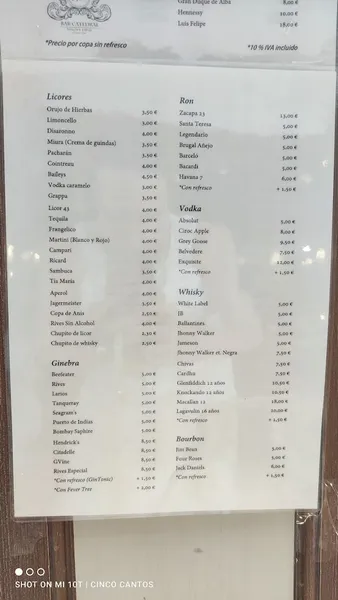 BAR CATEDRAL
Gran Duque de Alba 8,00 €
Hennessy 10,00 €
Luis Felipe 18,00 €
*Precio por copa sin refresco
*10 % IVA incluido
Licores
Orujo de Hierbas 3,50 €
Limoncello 3,00 €
Disaronno 4,00 €
Miura (Crema de guindas) 3,50 €
Pacharán 3,50 €
Cointreau 4,00 €
Baileys 4,50 €
Vodka caramelo 3,00 €
Grappa 3,50 €
Licor 43 4,00 €
Tequila 4,00 €
Frangelico 4,00 €
Martini (Blanco y Rojo) 4,00 €
Campari 4,00 €
Ricard 4,00 €
Sambuca 3,50 €
Tía María 4,00 €
Aperol 4,00 €
Jagermeister 3,50 €
Copa de Anis 2,50 €
Rives Sin Alcohol 4,00 €
Chupito de licor 2,50 €
Chupito de whisky 2,50 €
Ginebra
Beefeater 5,00 €
Rives 5,00 €
Larios 5,00 €
Tanqueray 5,00 €
Seagram's 5,00 €
Puerto de Indias 5,00 €
Bombay Saphire 5,00 €
Hendrick's 8,50 €
Citadelle 8,50 €
GVine 8,50 €
Rives Especial 6,50 €
*Con refresco (GinTonic) + 1,50 €
*Con Fever Tree + 2,00 €
Ron
Zacapa 23 13,00 €
Santa Teresa 5,00 €
Legendario 5,00 €
Brugal Añejo 5,00 €
Barceló 5,00 €
Bacardi 5,00 €
Havana 7 6,00 €
*Con refresco + 1,50 €
Vodka
Absolut 5,00 €
Ciroc Apple 8,00 €
Grey Goose 9,50 €
Belvedere 7,50 €
Exquisite 12,00 €
*Con refresco + 1,50 €
Whisky
White Label 5,00 €
JB 5,00 €
Ballantines 5,00 €
Jhonny Walker 5,00 €
Jameson 5,00 €
Jhonny Walker et. Negra 7,50 €
Chivas 7,50 €
Cardhu 7,50 €
Glenfiddich 12 años 10,50 €
Knockando 12 años 10,50 €
Macallan 12 18,00 €
Lagavulin 16 años 20,00 €
*Con refresco + 1,50 €
Bourbon
Jim Bean 5,00 €
Four Roses 5,00 €
Jack Daniels 6,00 €
*Con refresco + 1,50 €
SHOT ON MI 10T | CINCO CANTOS